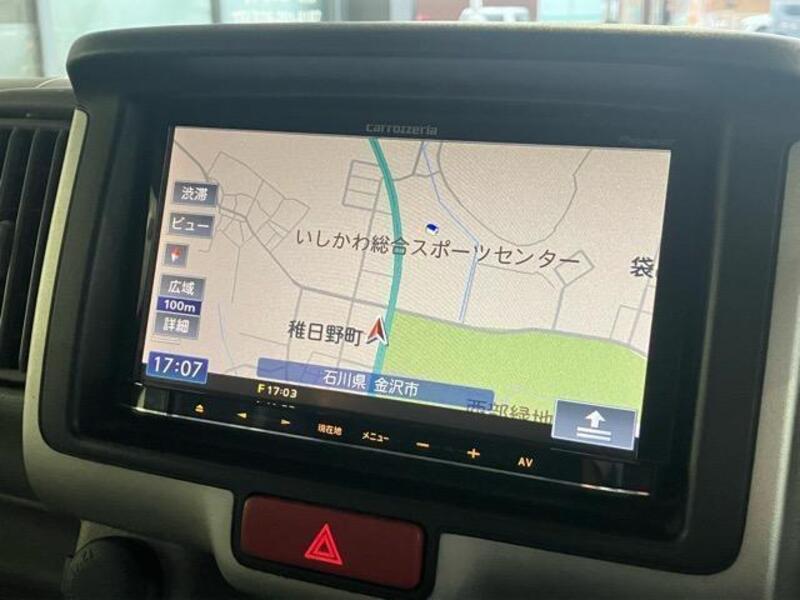 carrozzeria
渋滞
ビュー
いしかわ総合スポーツセンター
袋
広域
100m
詳細
稚日野町
17:07
石川県 金沢市
西部緑地
F 17:03
現在地
メニュー
AV